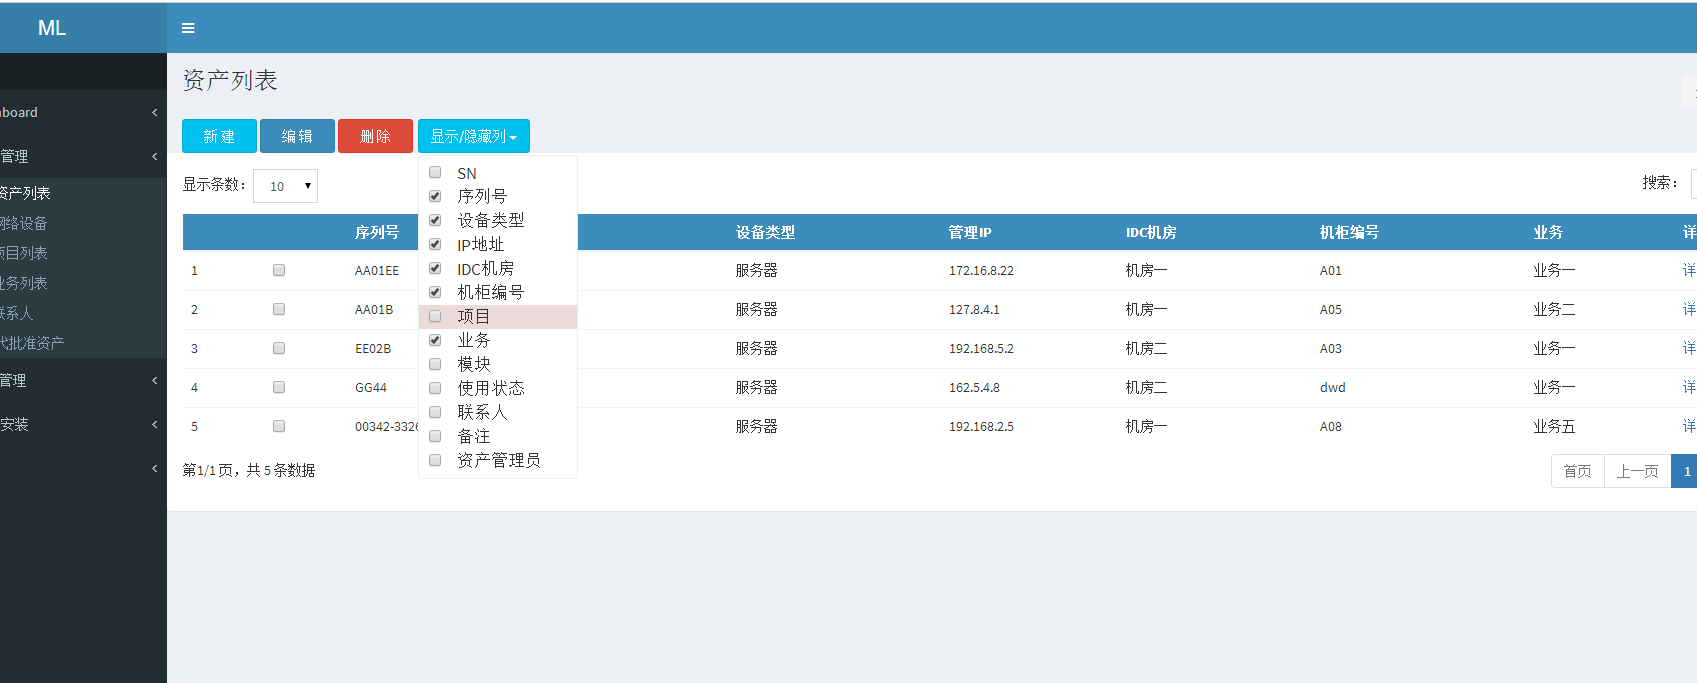 ML
资产列表
新建 编辑 删除 显示/隐藏列
board
管理
资产列表
网络设备
项目列表
业务列表
联系人
代批准资产
管理
安装
显示条数： 10
搜索：
SN
序列号
设备类型
IP地址
IDC机房
机柜编号
项目
业务
模块
使用状态
联系人
备注
资产管理员
序列号 设备类型 管理IP IDC机房 机柜编号 业务 详
1 AA01EE 服务器 172.16.8.22 机房一 A01 业务一 详
2 AA01B 服务器 127.8.4.1 机房一 A05 业务二 详
3 EE02B 服务器 192.168.5.2 机房二 A03 业务一 详
4 GG44 服务器 162.5.4.8 机房二 dwd 业务一 详
5 00342-3326 服务器 192.168.2.5 机房一 A08 业务五 详
第1/1页，共 5 条数据
首页 上一页 1